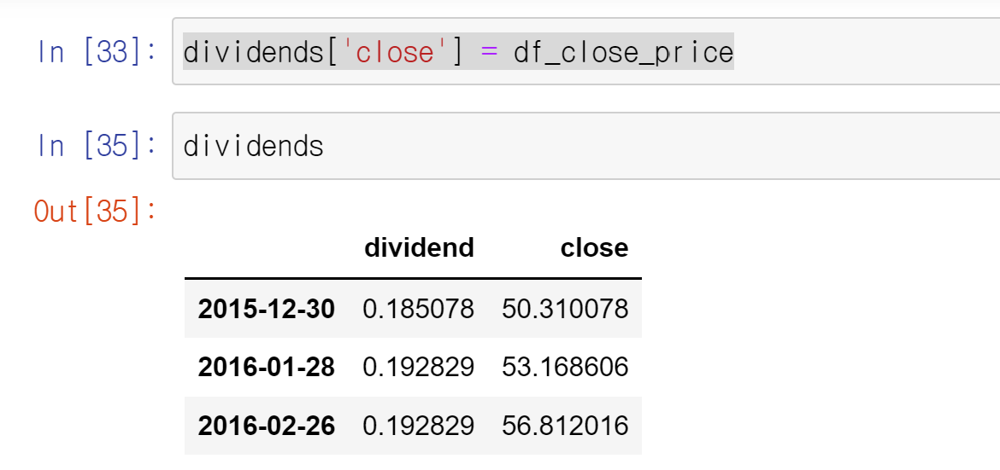 In [33]: dividends['close'] = df_close_price
In [35]: dividends
Out[35]:
dividend close
2015-12-30 0.185078 50.310078
2016-01-28 0.192829 53.168606
2016-02-26 0.192829 56.812016